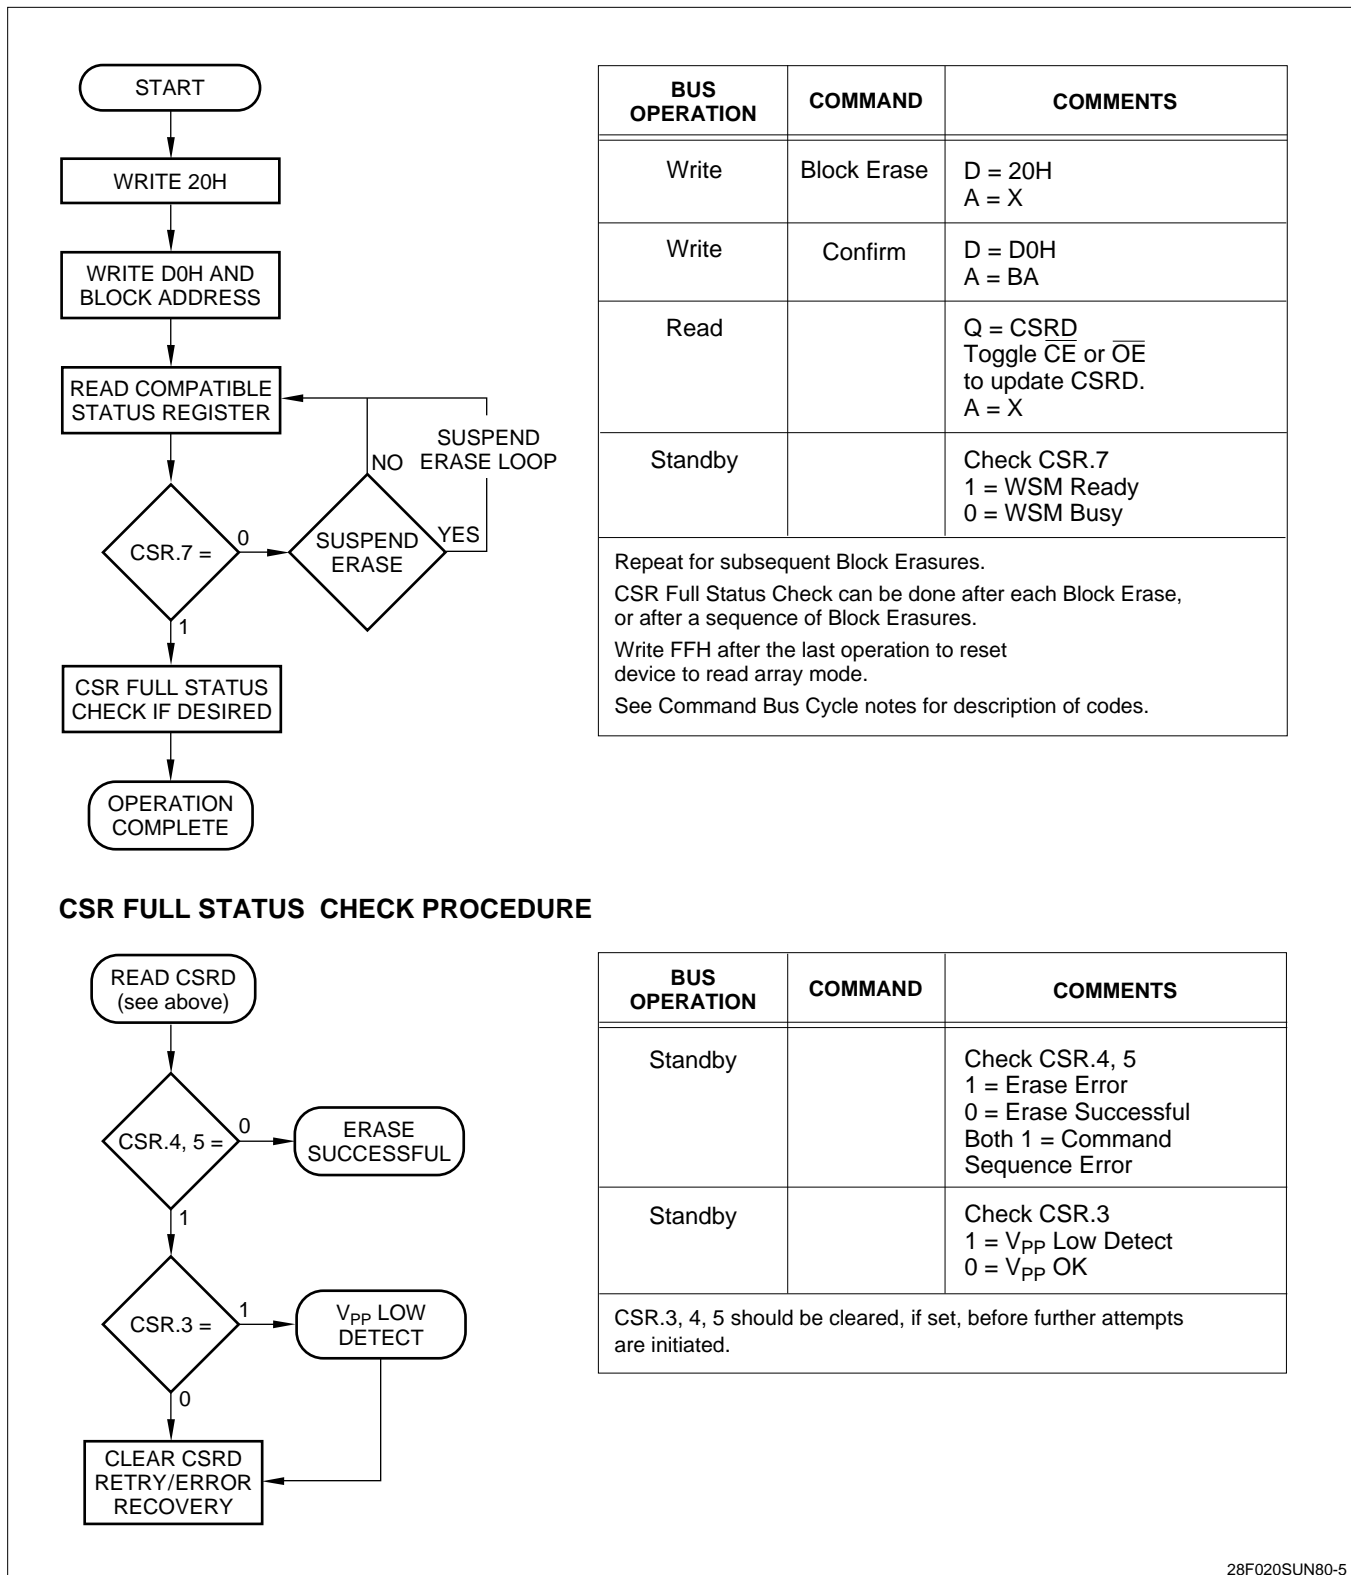 START
WRITE 20H
WRITE D0H AND
BLOCK ADDRESS
READ COMPATIBLE
STATUS REGISTER
SUSPEND
ERASE LOOP
NO
CSR.7 =
0
SUSPEND
ERASE
YES
1
CSR FULL STATUS
CHECK IF DESIRED
OPERATION
COMPLETE
BUS
OPERATION
COMMAND
COMMENTS
Write
Block Erase
D = 20H
A = X
Write
Confirm
D = D0H
A = BA
Read
Q = CSRD
Toggle C̅E̅ or O̅E̅
to update CSRD.
A = X
Standby
Check CSR.7
1 = WSM Ready
0 = WSM Busy
Repeat for subsequent Block Erasures.
CSR Full Status Check can be done after each Block Erase,
or after a sequence of Block Erasures.
Write FFH after the last operation to reset
device to read array mode.
See Command Bus Cycle notes for description of codes.
CSR FULL STATUS CHECK PROCEDURE
READ CSRD
(see above)
CSR.4, 5 =
0
ERASE
SUCCESSFUL
1
CSR.3 =
1
VPP LOW
DETECT
0
CLEAR CSRD
RETRY/ERROR
RECOVERY
BUS
OPERATION
COMMAND
COMMENTS
Standby
Check CSR.4, 5
1 = Erase Error
0 = Erase Successful
Both 1 = Command
Sequence Error
Standby
Check CSR.3
1 = VPP Low Detect
0 = VPP OK
CSR.3, 4, 5 should be cleared, if set, before further attempts
are initiated.
28F020SUN80-5